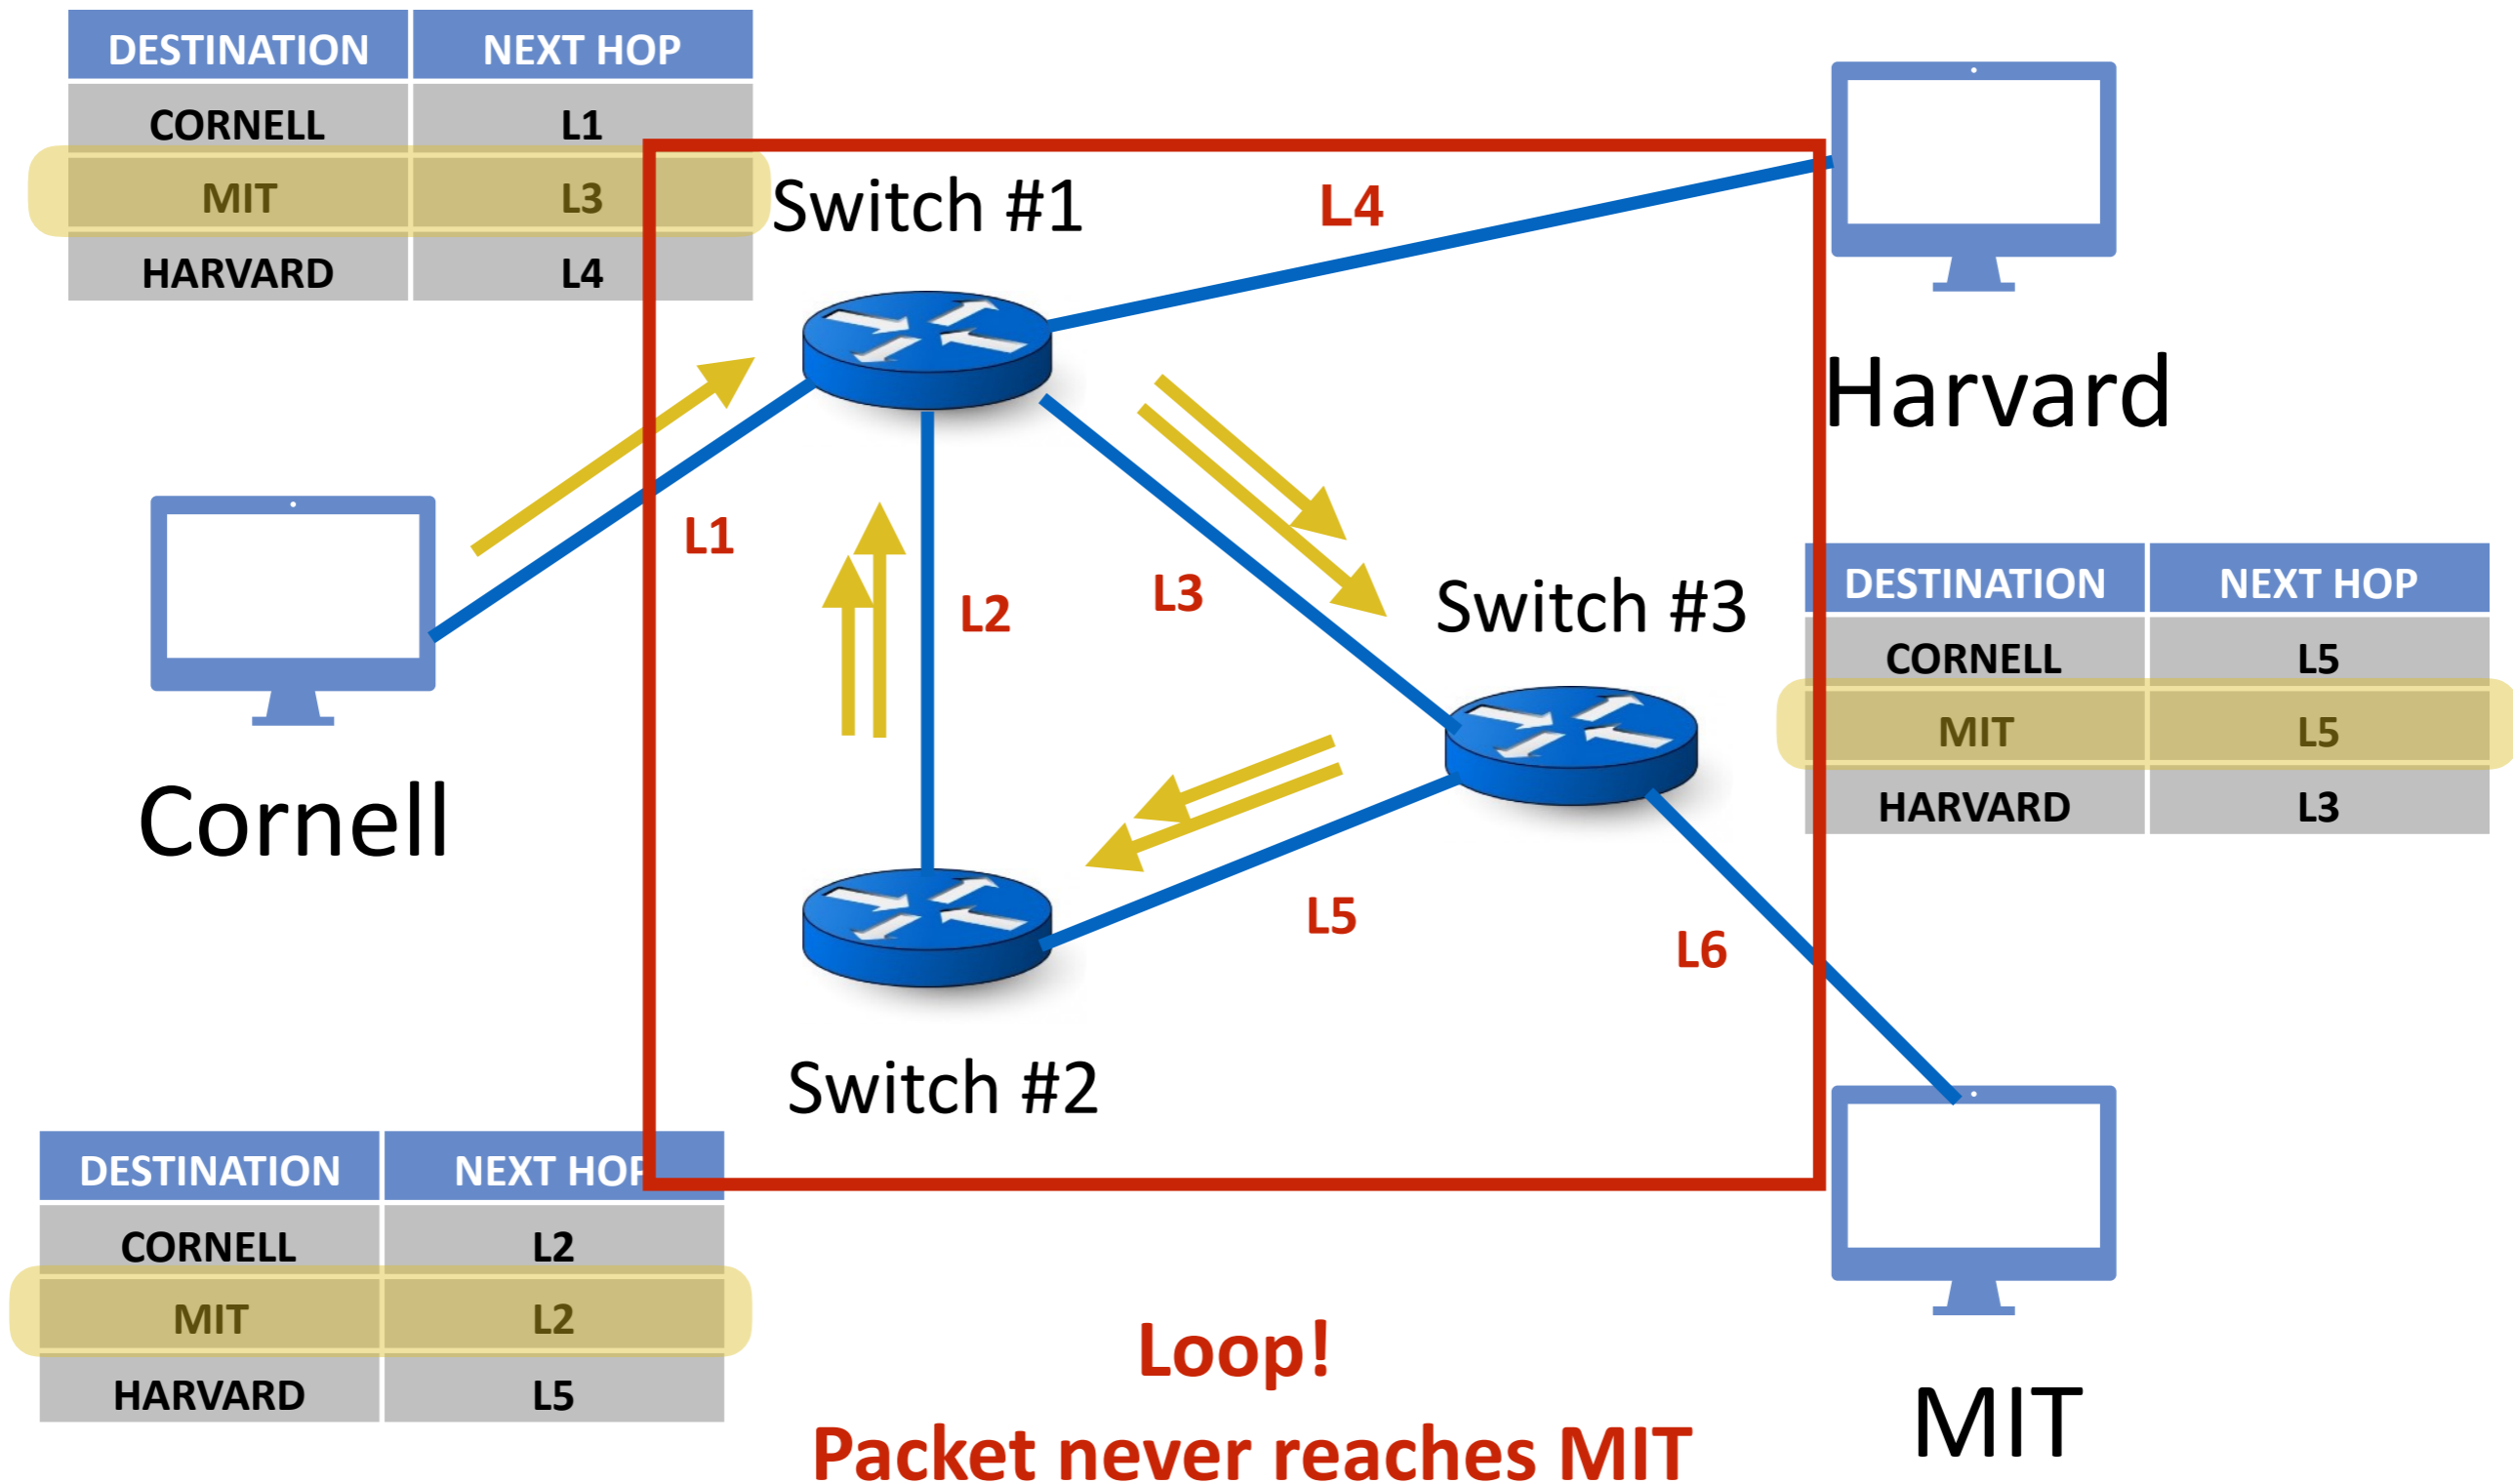 DESTINATION NEXT HOP
CORNELL L1
MIT L3
HARVARD L4
Switch #1
L4
Harvard
L1
L2
L3
Switch #3
DESTINATION NEXT HOP
CORNELL L5
MIT L5
HARVARD L3
Cornell
L5
L6
Switch #2
DESTINATION NEXT HOP
CORNELL L2
MIT L2
HARVARD L5
Loop!
Packet never reaches MIT
MIT